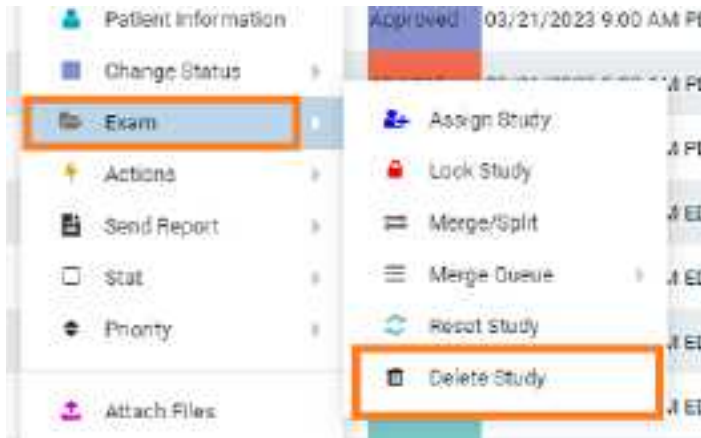 Patient Information
Change Status
Exam
Actions
Send Report
Stat
Priority
Attach Files
Approved 03/21/2023 9:00 AM
Assign Study
Lock Study
Merge/Split
Merge Queue
Reset Study
Delete Study